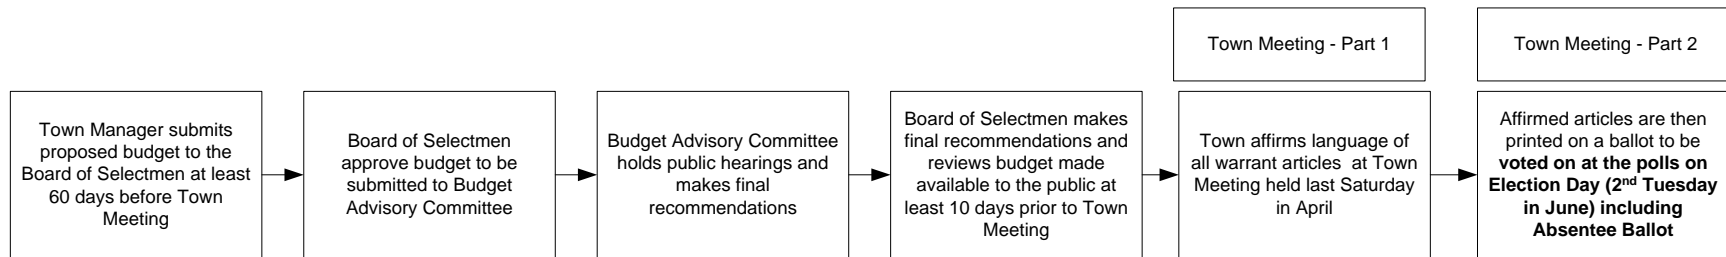 Town Meeting - Part 1
Town Meeting - Part 2
Town Manager submits
proposed budget to the
Board of Selectmen at least
60 days before Town
Meeting
Board of Selectmen
approve budget to be
submitted to Budget
Advisory Committee
Budget Advisory Committee
holds public hearings and
makes final
recommendations
Board of Selectmen makes
final recommendations and
reviews budget made
available to the public at
least 10 days prior to Town
Meeting
Town affirms language of
all warrant articles at Town
Meeting held last Saturday
in April
Affirmed articles are then
printed on a ballot to be
voted on at the polls on
Election Day (2nd Tuesday
in June) including
Absentee Ballot